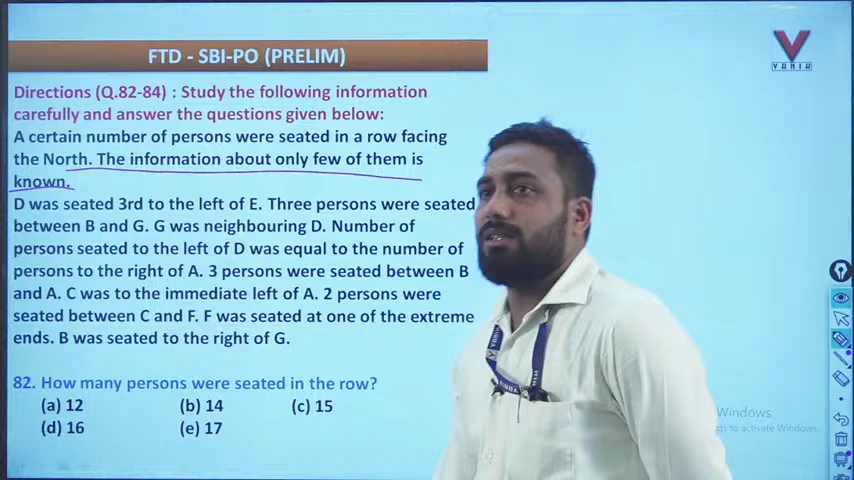 FTD - SBI-PO (PRELIM)
VANIK
Directions (Q.82-84) : Study the following information
carefully and answer the questions given below:
A certain number of persons were seated in a row facing
the North. The information about only few of them is
known.
D was seated 3rd to the left of E. Three persons were seated
between B and G. G was neighbouring D. Number of
persons seated to the left of D was equal to the number of
persons to the right of A. 3 persons were seated between B
and A. C was to the immediate left of A. 2 persons were
seated between C and F. F was seated at one of the extreme
ends. B was seated to the right of G.
82. How many persons were seated in the row?
(a) 12 (b) 14 (c) 15
(d) 16 (e) 17
Windows
to activate Windows.